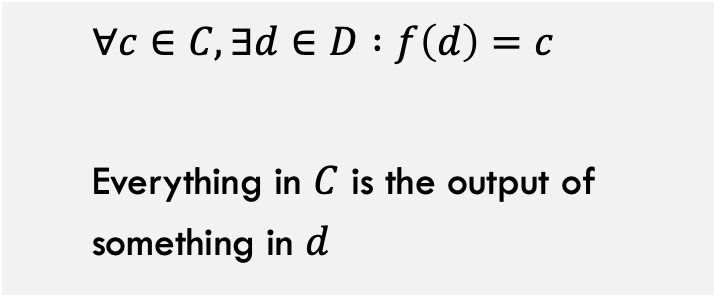 ∀c ∈ C, ∃d ∈ D : f(d) = c
Everything in C is the output of
something in d